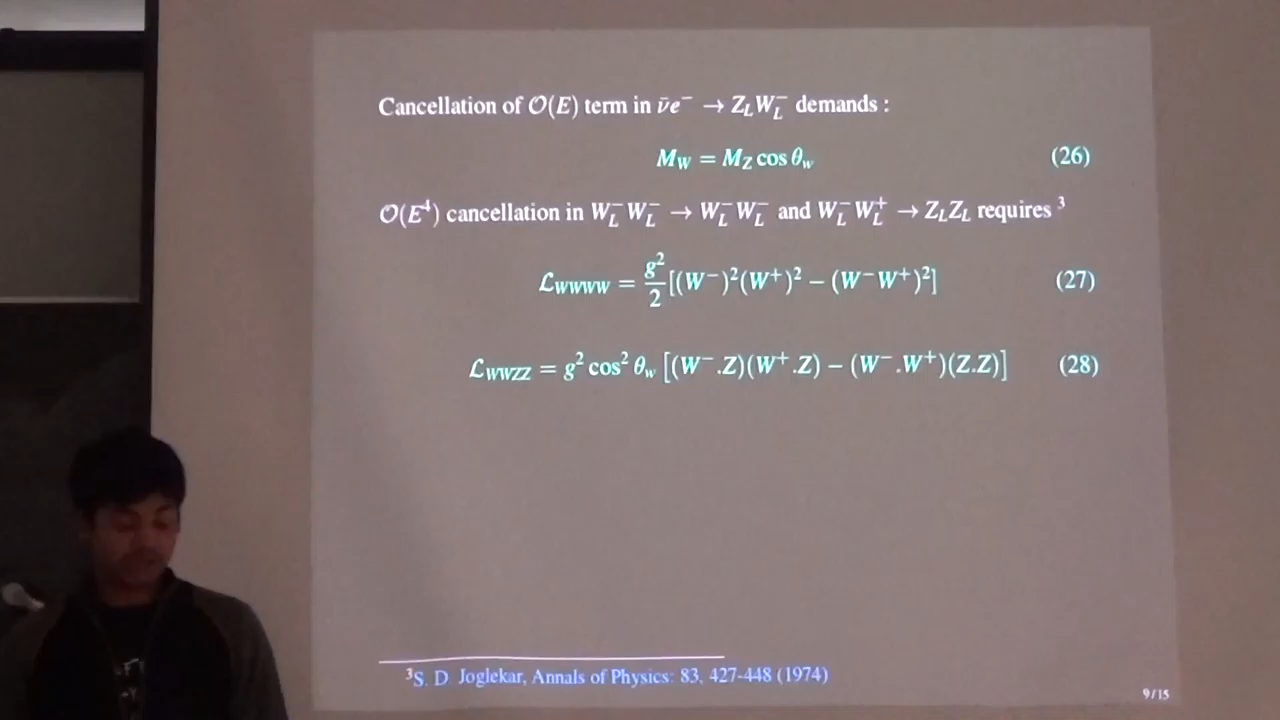 Cancellation of 𝒪(E) term in ν̄e⁻ → Z_L W_L⁻ demands :
M_W = M_Z cos θ_w (26)
𝒪(E⁴) cancellation in W_L⁻ W_L⁻ → W_L⁻ W_L⁻ and W_L⁻ W_L⁺ → Z_L Z_L requires ³
ℒ_WWWW = g²/2 [(W⁻)²(W⁺)² − (W⁻W⁺)²] (27)
ℒ_WWZZ = g² cos² θ_w [(W⁻.Z)(W⁺.Z) − (W⁻.W⁺)(Z.Z)] (28)
³S. D. Joglekar, Annals of Physics: 83, 427-448 (1974)
9/15